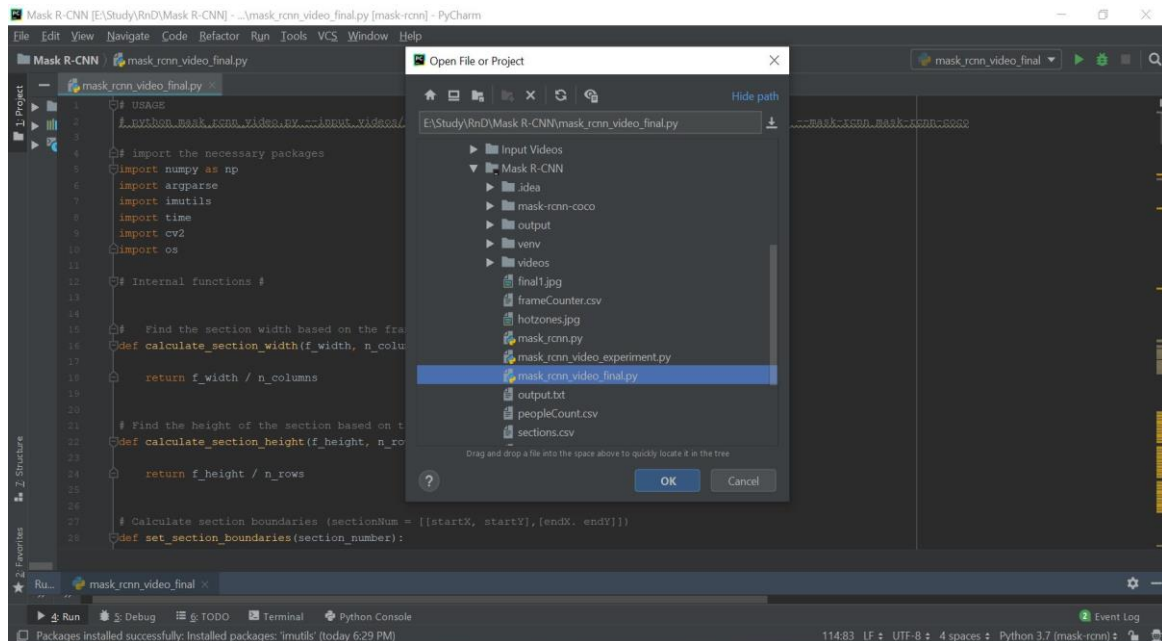 Mask R-CNN [E:\Study\RnD\Mask R-CNN] - ...\mask_rcnn_video_final.py [mask-rcnn] - PyCharm
File Edit View Navigate Code Refactor Run Tools VCS Window Help
Mask R-CNN mask_rcnn_video_final.py
mask_rcnn_video_final
mask_rcnn_video_final.py
1: Project
Z: Structure
2: Favorites
1 # USAGE
2 # python mask_rcnn_video.py --input videos/ --mask-rcnn mask-rcnn-coco
3
4 # import the necessary packages
5 import numpy as np
6 import argparse
7 import imutils
8 import time
9 import cv2
10 import os
11
12 # Internal functions #
13
14
15 # Find the section width based on the fra
16 def calculate_section_width(f_width, n_colu
17
18 return f_width / n_columns
19
20
21 # Find the height of the section based on t
22 def calculate_section_height(f_height, n_ro
23
24 return f_height / n_rows
25
26
27 # Calculate section boundaries (sectionNum = [[startX, startY],[endX. endY]])
28 def set_section_boundaries(section_number):
Open File or Project
Hide path
E:\Study\RnD\Mask R-CNN\mask_rcnn_video_final.py
Input Videos
Mask R-CNN
.idea
mask-rcnn-coco
output
venv
videos
final1.jpg
frameCounter.csv
hotzones.jpg
mask_rcnn.py
mask_rcnn_video_experiment.py
mask_rcnn_video_final.py
output.txt
peopleCount.csv
sections.csv
Drag and drop a file into the space above to quickly locate it in the tree
?
OK Cancel
Ru... mask_rcnn_video_final
4: Run 5: Debug 6: TODO Terminal Python Console
2 Event Log
Packages installed successfully: Installed packages: 'imutils' (today 6:29 PM)
114:83 LF UTF-8 4 spaces Python 3.7 (mask-rcnn)